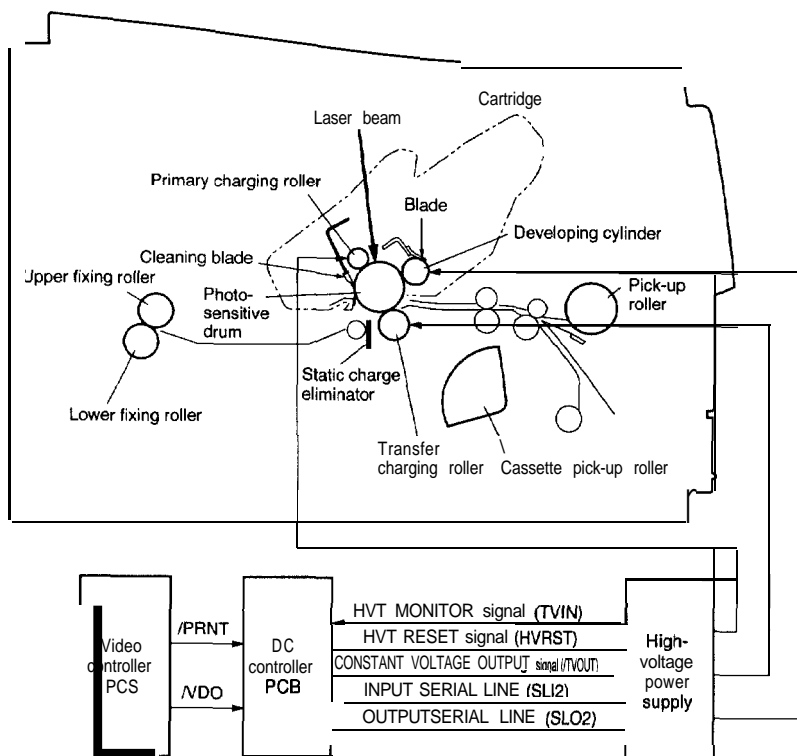 Cartridge
Laser beam
Primary charging roller
Blade
Developing cylinder
Cleaning blade
Upper fixing roller
Photo-
sensitive
drum
Pick-up
roller
Static charge
eliminator
Lower fixing roller
Transfer
charging roller
Cassette pick-up roller
/PRNT
Video
controller
PCS
/VDO
DC
controller
PCB
HVT MONITOR signal (TVIN)
HVT RESET signal (HVRST)
CONSTANT VOLTAGE OUTPUT signal (/TVOUT)
INPUT SERIAL LINE (SLI2)
OUTPUTSERIAL LINE (SLO2)
High-
voltage
power
supply